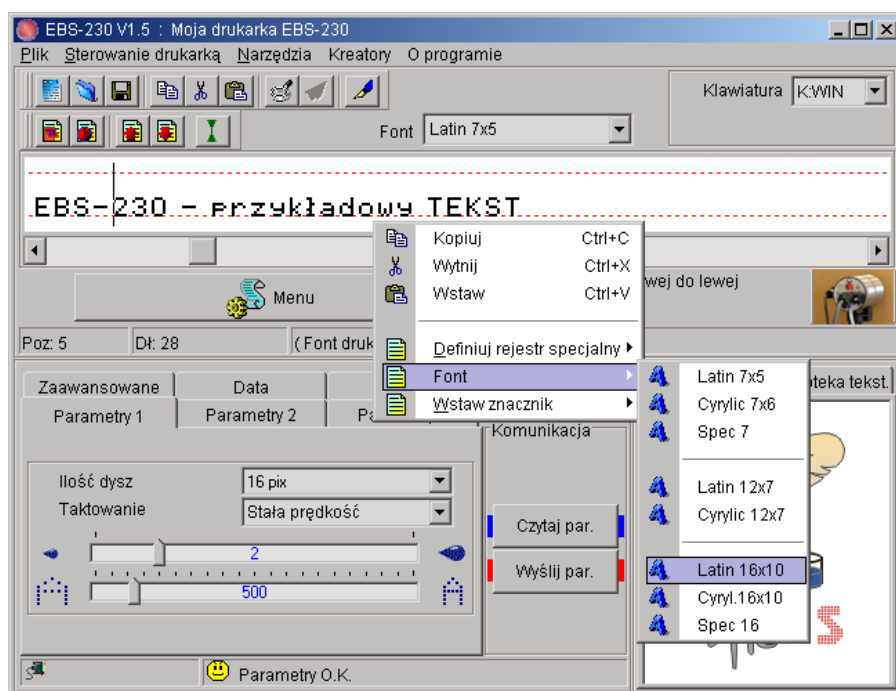 EBS-230 V1.5 : Moja drukarka EBS-230
Plik Sterowanie drukarką Narzędzia Kreatory O programie
Klawiatura K:WIN
Font Latin 7x5
EBS-230 - przykładowy TEKST
Kopiuj Ctrl+C
Wytnij Ctrl+X
Wstaw Ctrl+V
Menu
wej do lewej
Poz: 5 Dł: 28 (Font druk
Definiuj rejestr specjalny
Font
Wstaw znacznik
Latin 7x5
Cyrylic 7x6
Spec 7
Latin 12x7
Cyrylic 12x7
Latin 16x10
Cyryl.16x10
Spec 16
Zaawansowane Data
teka tekst.
Parametry 1 Parametry 2
Komunikacja
Ilość dysz 16 pix
Taktowanie Stała prędkość
2
500
Czytaj par.
Wyślij par.
Parametry O.K.